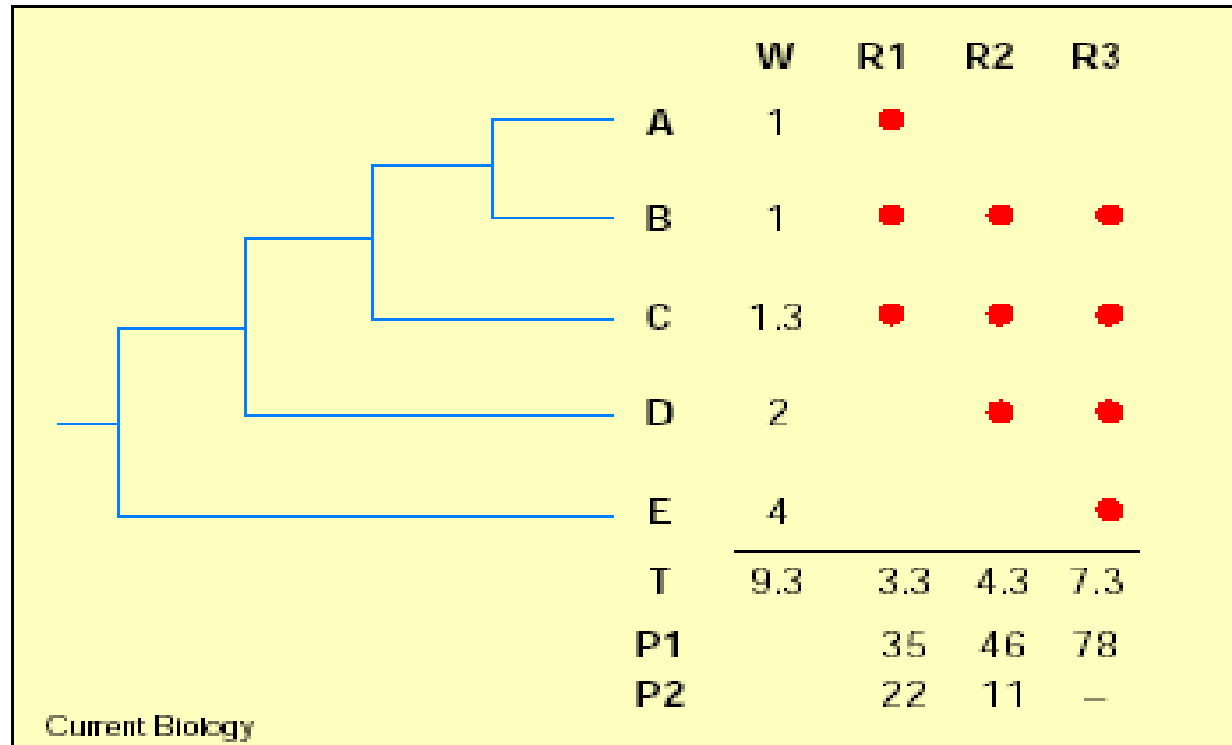 W R1 R2 R3
A 1
B 1
C 1.3
D 2
E 4
T 9.3 3.3 4.3 7.3
P1 35 46 78
P2 22 11 –
Current Biology